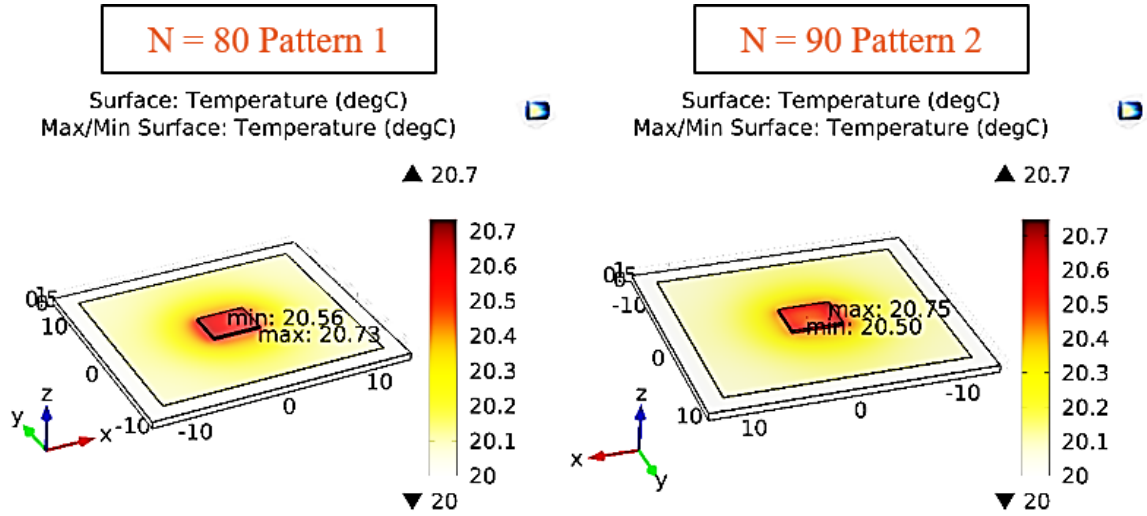 N = 80 Pattern 1
Surface: Temperature (degC)
Max/Min Surface: Temperature (degC)
▲ 20.7
20.7
20.6
20.5
20.4
20.3
20.2
20.1
20
▼ 20
min: 20.56
max: 20.73
10
0
-10
-10
0
10
z
y
x
N = 90 Pattern 2
Surface: Temperature (degC)
Max/Min Surface: Temperature (degC)
▲ 20.7
20.7
20.6
20.5
20.4
20.3
20.2
20.1
20
▼ 20
max: 20.75
min: 20.50
-10
0
10
10
0
-10
z
x
y